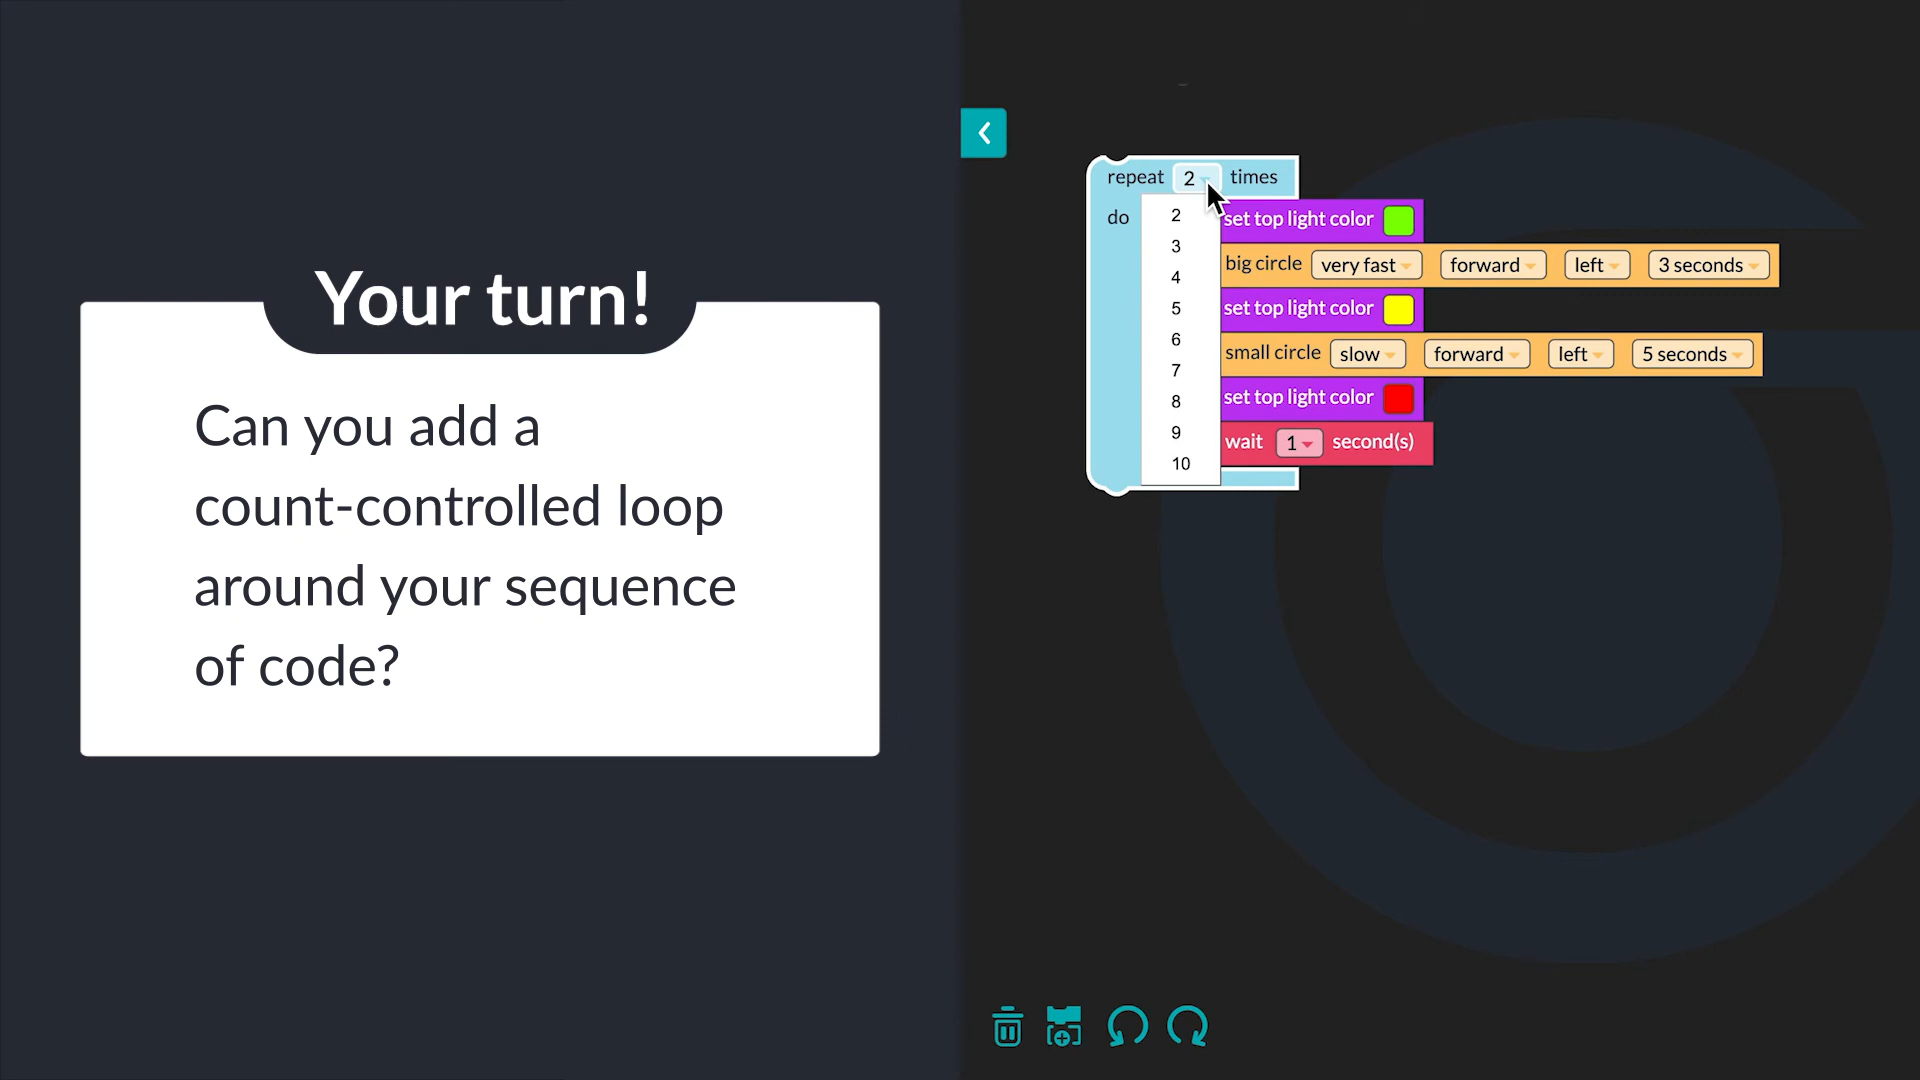 Your turn!
Can you add a
count-controlled loop
around your sequence
of code?
repeat 2 times
do
2
3
4
5
6
7
8
9
10
set top light color
big circle very fast forward left 3 seconds
set top light color
small circle slow forward left 5 seconds
set top light color
wait 1 second(s)